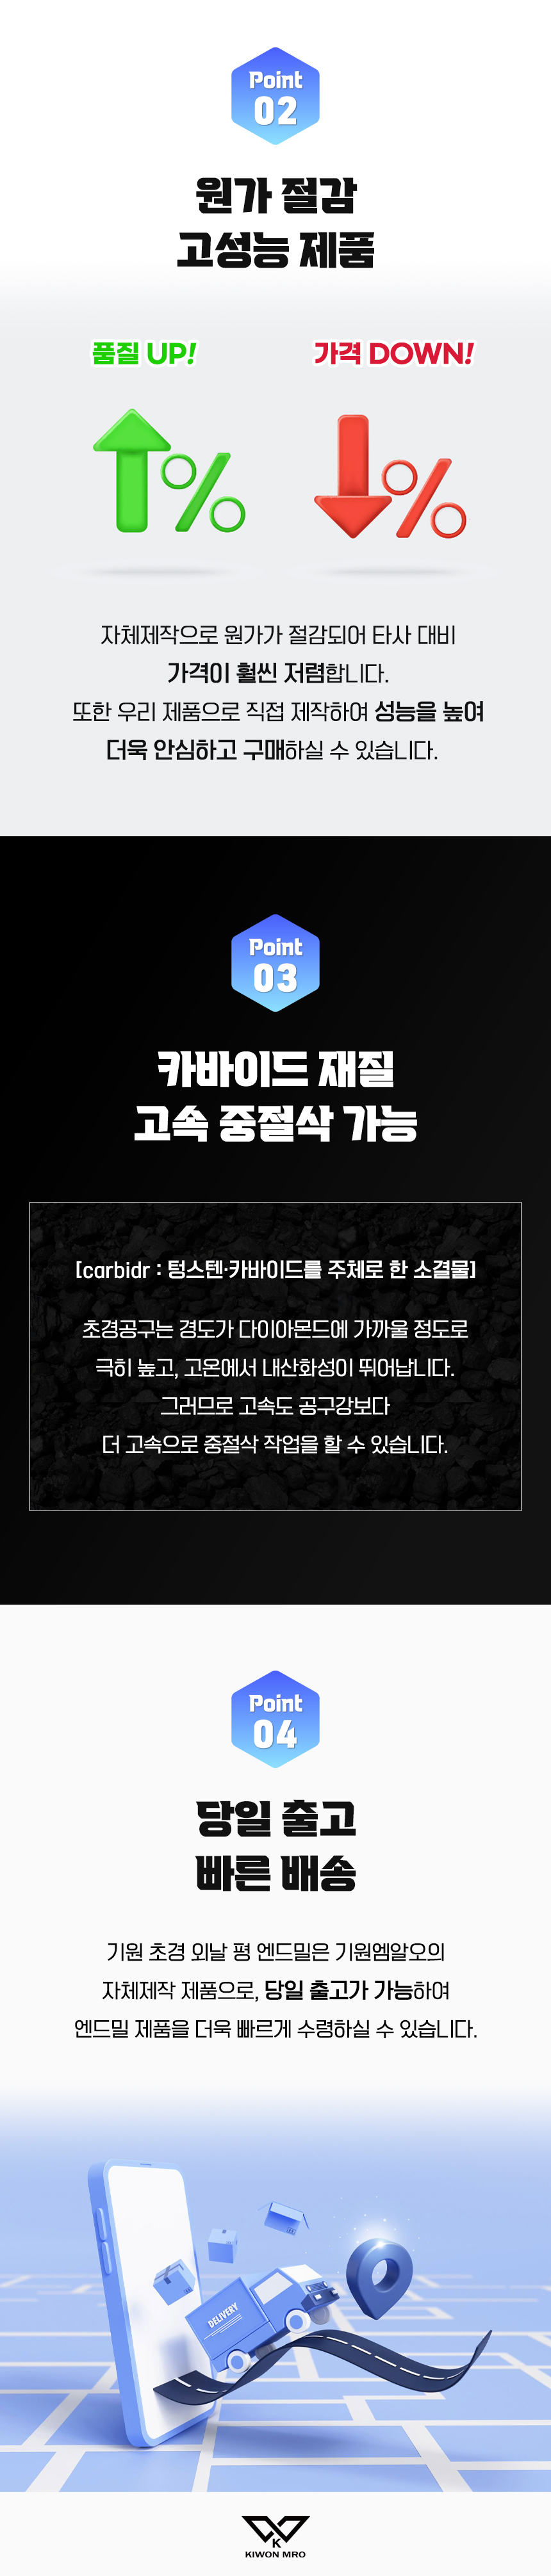 Point
02
원가 절감
고성능 제품
품질 UP!
가격 DOWN!
자체제작으로 원가가 절감되어 타사 대비
가격이 훨씬 저렴합니다.
또한 우리 제품으로 직접 제작하여 성능을 높여
더욱 안심하고 구매하실 수 있습니다.
Point
03
카바이드 재질
고속 중절삭 가능
[carbidr : 텅스텐·카바이드를 주체로 한 소결물]
초경공구는 경도가 다이아몬드에 가까울 정도로
극히 높고, 고온에서 내산화성이 뛰어납니다.
그러므로 고속도 공구강보다
더 고속으로 중절삭 작업을 할 수 있습니다.
Point
04
당일 출고
빠른 배송
기원 초경 외날 평 엔드밀은 기원엠알오의
자체제작 제품으로, 당일 출고가 가능하여
엔드밀 제품을 더욱 빠르게 수령하실 수 있습니다.
DELIVERY
K
KIWON MRO